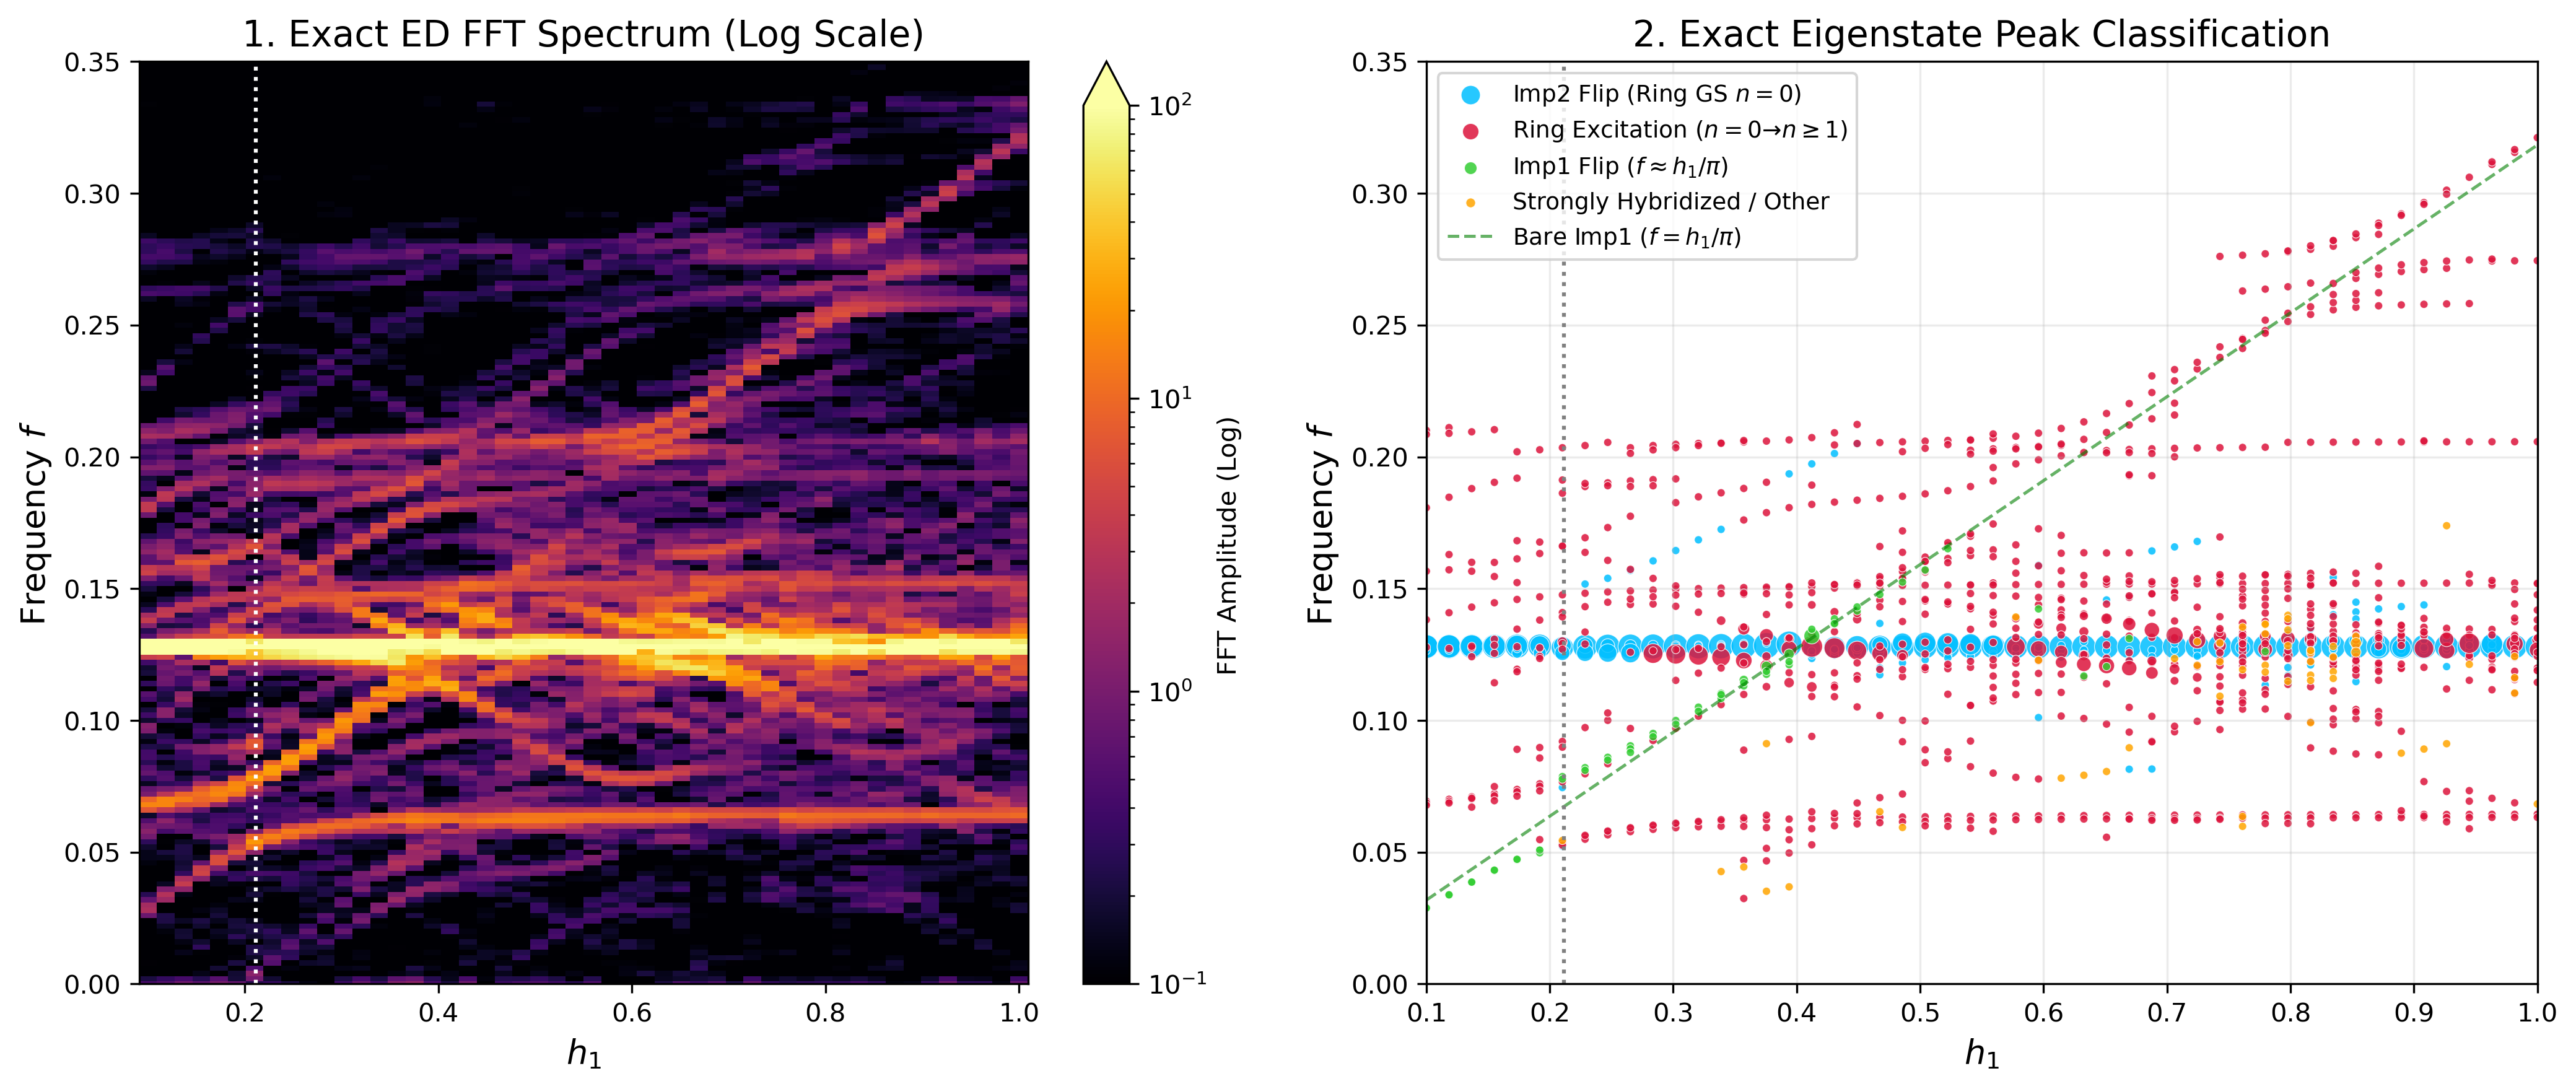 1. Exact ED FFT Spectrum (Log Scale)
0.35
0.30
0.25
0.20
0.15
0.10
0.05
0.00
Frequency f
0.2
0.4
0.6
0.8
1.0
h₁
10²
10¹
10⁰
10⁻¹
FFT Amplitude (Log)
2. Exact Eigenstate Peak Classification
Imp2 Flip (Ring GS n = 0)
Ring Excitation (n = 0→n ≥ 1)
Imp1 Flip (f ≈ h₁/π)
Strongly Hybridized / Other
Bare Imp1 (f = h₁/π)
0.35
0.30
0.25
0.20
0.15
0.10
0.05
0.00
Frequency f
0.1
0.2
0.3
0.4
0.5
0.6
0.7
0.8
0.9
1.0
h₁